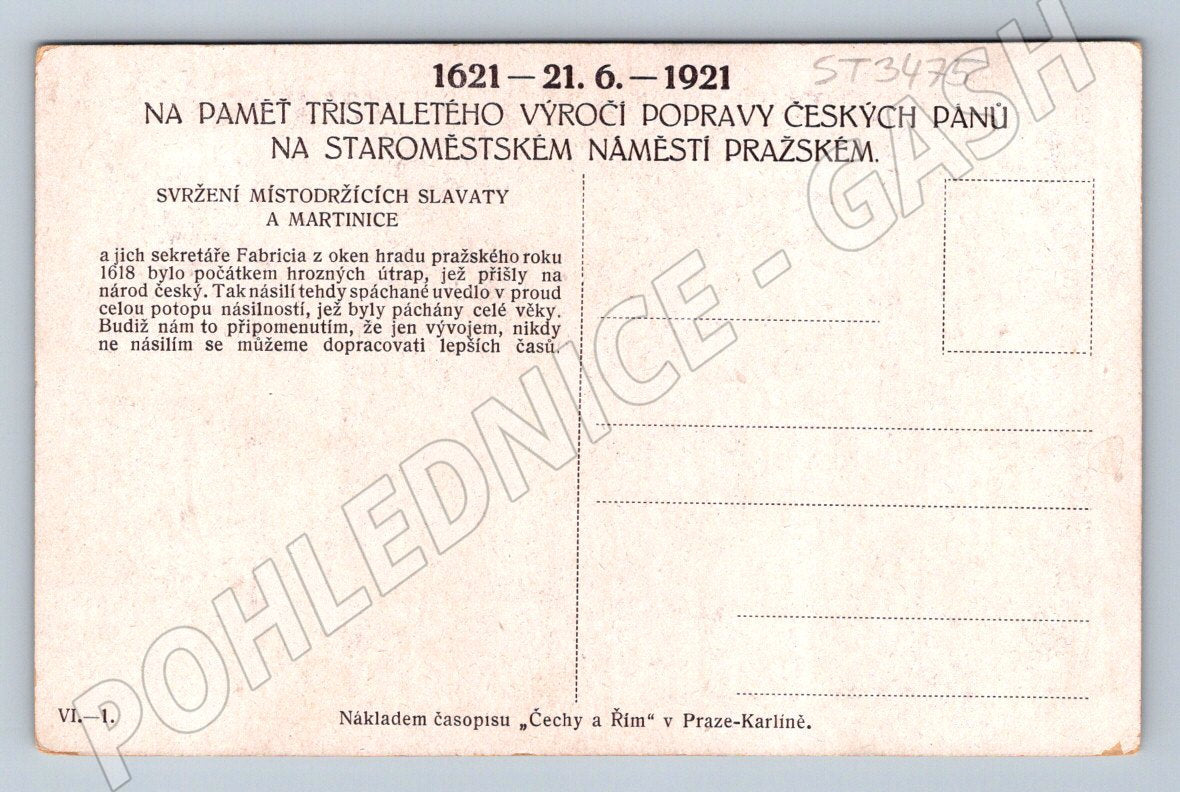 1621 — 21. 6. — 1921
ST3475
NA PAMĚŤ TŘISTALETÉHO VÝROČÍ POPRAVY ČESKÝCH PÁNŮ
NA STAROMĚSTSKÉM NÁMĚSTÍ PRAŽSKÉM.
SVRŽENÍ MÍSTODRŽÍCÍCH SLAVATY
A MARTINICE
a jich sekretáře Fabricia z oken hradu pražského roku
1618 bylo počátkem hrozných útrap, jež přišly na
národ český. Tak násilí tehdy spáchané uvedlo v proud
celou potopu násilností, jež byly páchány celé věky.
Budiž nám to připomenutím, že jen vývojem, nikdy
ne násilím se můžeme dopracovati lepších časů.
VI.—1.
Nákladem časopisu „Čechy a Řím“ v Praze-Karlíně.
POHLEDNICE - GASH